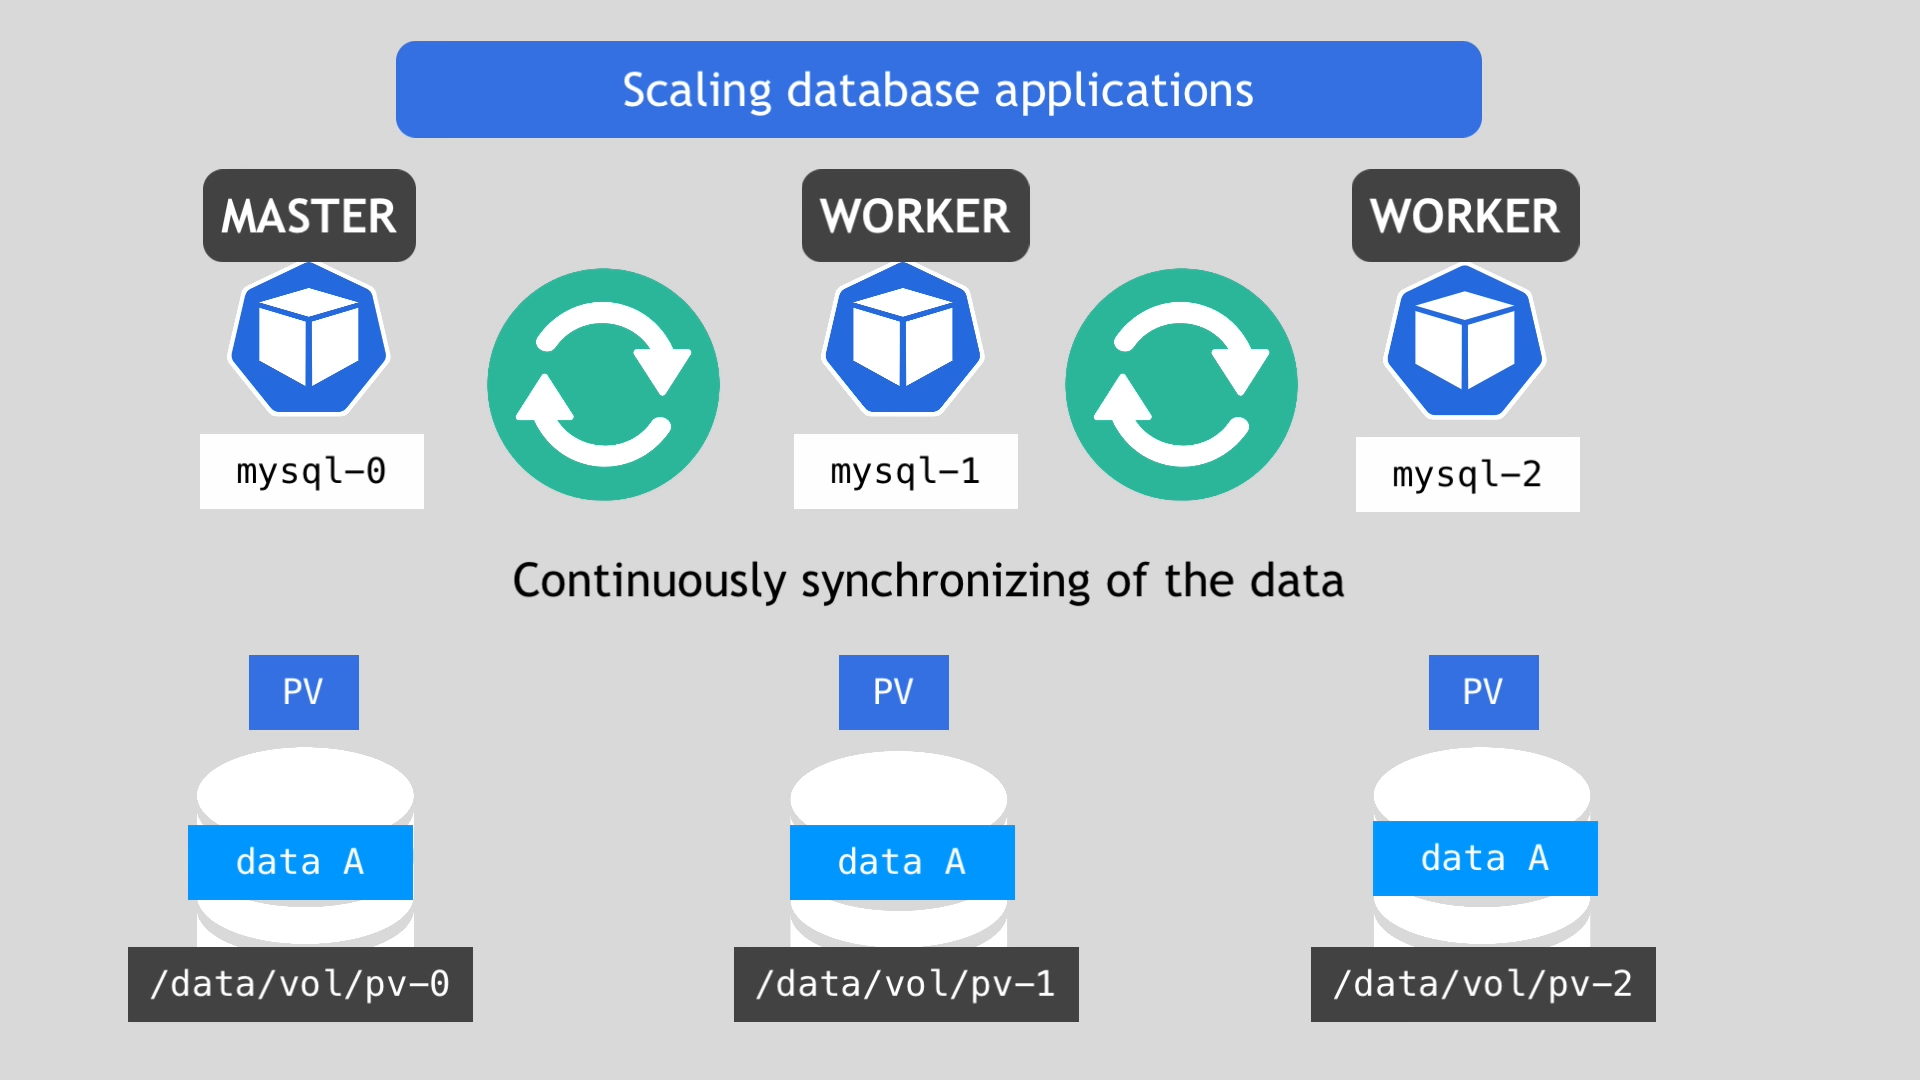 Scaling database applications
MASTER
WORKER
WORKER
mysql-0
mysql-1
mysql-2
Continuously synchronizing of the data
PV
PV
PV
data A
data A
data A
/data/vol/pv-0
/data/vol/pv-1
/data/vol/pv-2